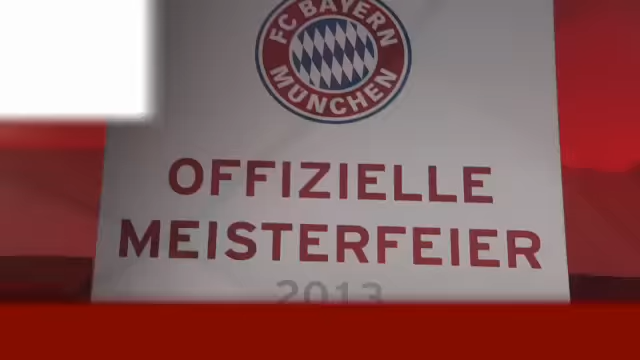 FC BAYERN
MÜNCHEN
OFFIZIELLE
MEISTERFEIER
2013